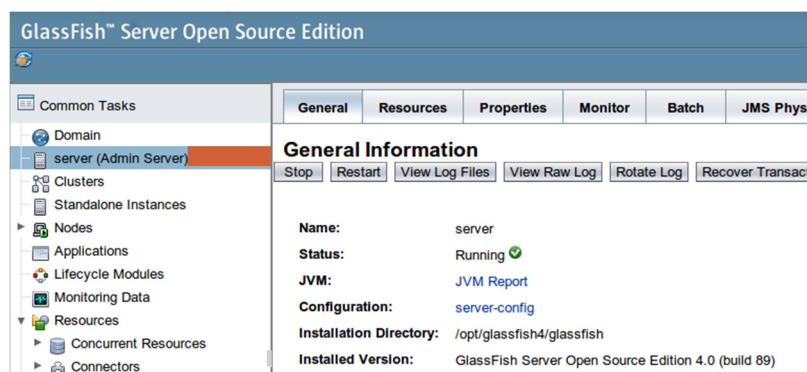 GlassFish™ Server Open Source Edition
Common Tasks
Domain
server (Admin Server)
Clusters
Standalone Instances
Nodes
Applications
Lifecycle Modules
Monitoring Data
Resources
Concurrent Resources
Connectors
General Resources Properties Monitor Batch JMS Phys
General Information
Stop Restart View Log Files View Raw Log Rotate Log Recover Transac
Name: server
Status: Running
JVM: JVM Report
Configuration: server-config
Installation Directory: /opt/glassfish4/glassfish
Installed Version: GlassFish Server Open Source Edition 4.0 (build 89)